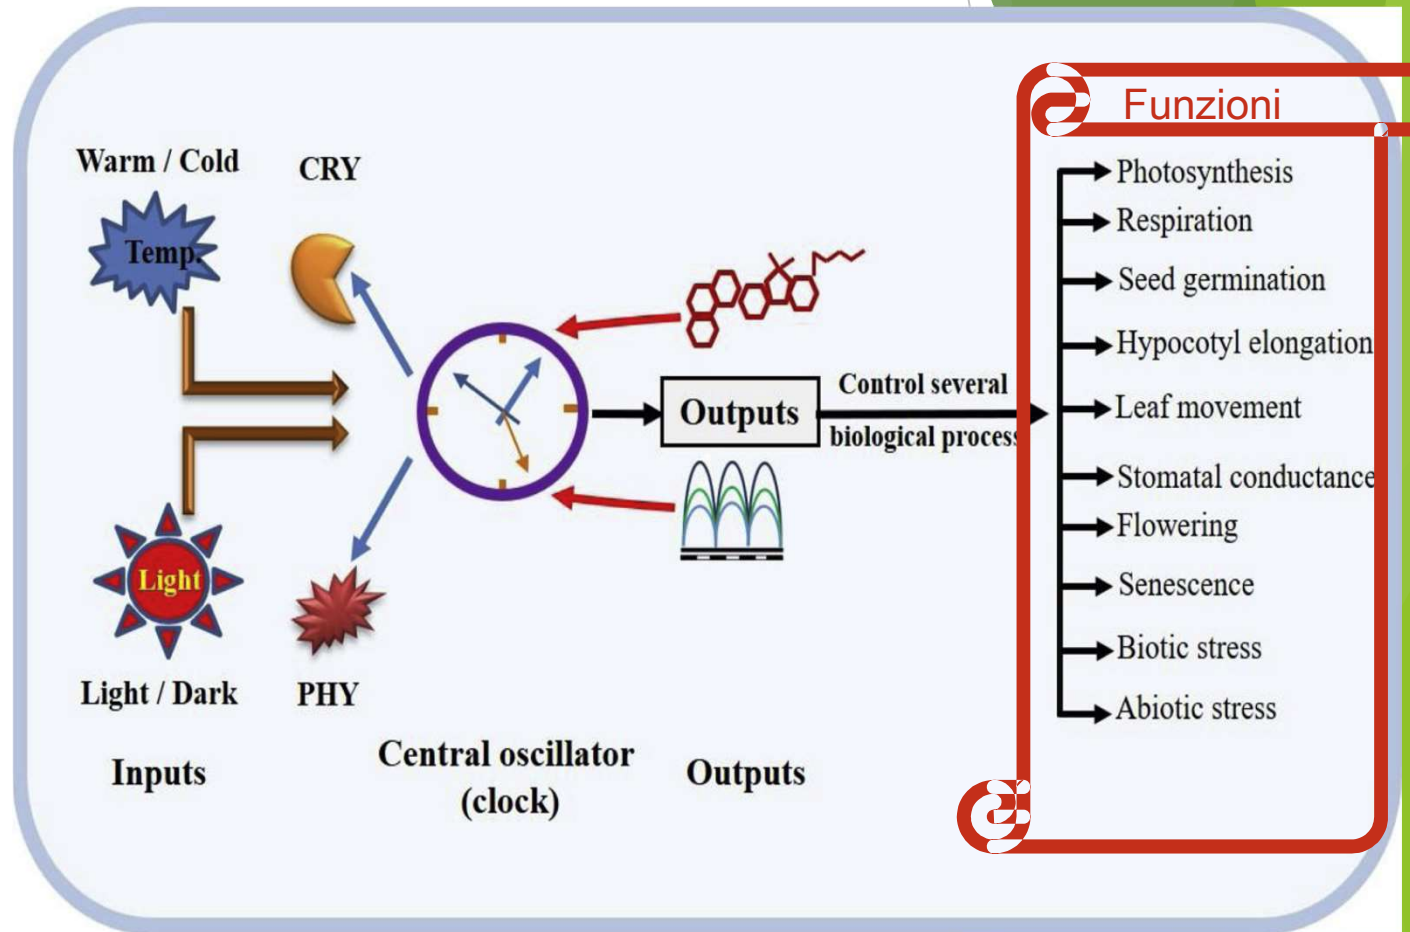 Funzioni
Warm / Cold
CRY
Temp.
Light
Light / Dark
PHY
Inputs
Central oscillator
(clock)
Outputs
Outputs
Control several
biological process
Photosynthesis
Respiration
Seed germination
Hypocotyl elongation
Leaf movement
Stomatal conductance
Flowering
Senescence
Biotic stress
Abiotic stress